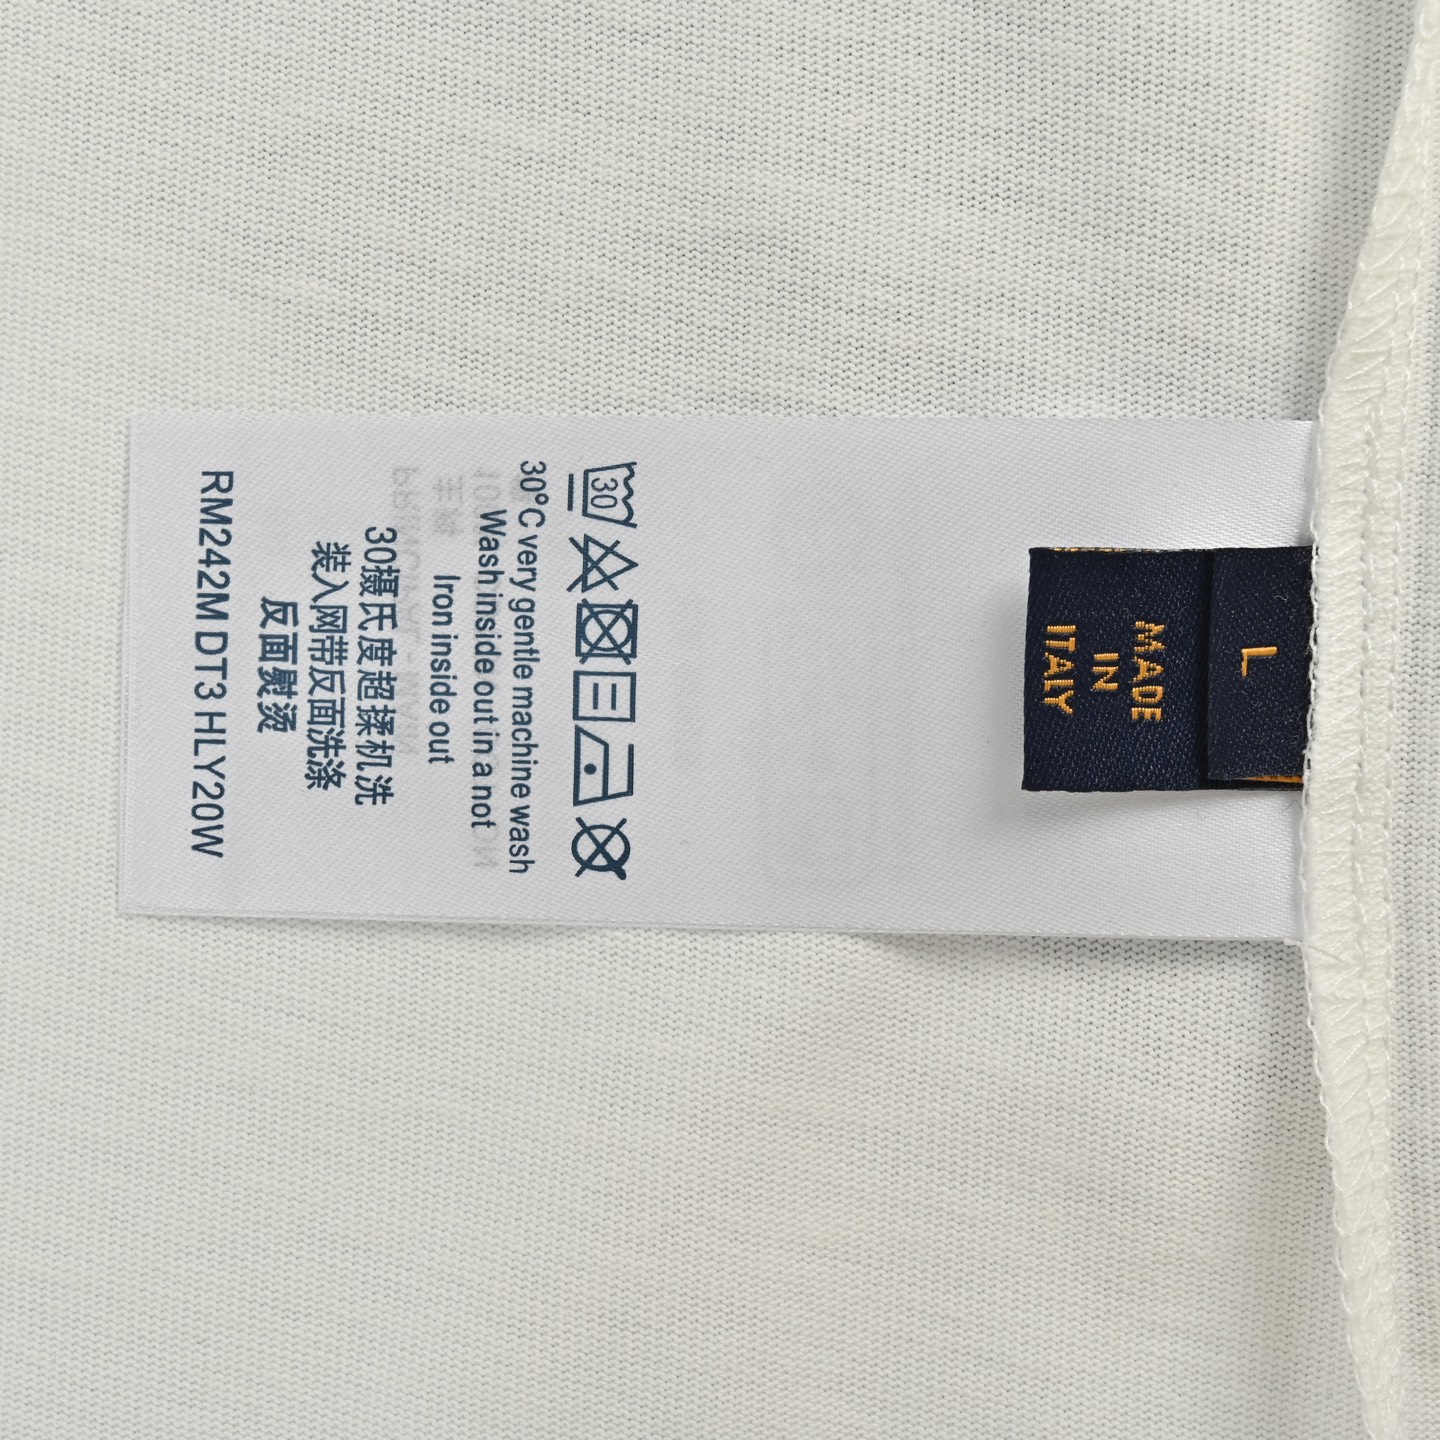 30
30°C very gentle machine wash
Wash inside out in a not
Iron inside out
30摄氏度超揉机洗
装入网带反面洗涤
反面熨烫
RM242M DT3 HLY20W
L
MADE
IN
ITALY